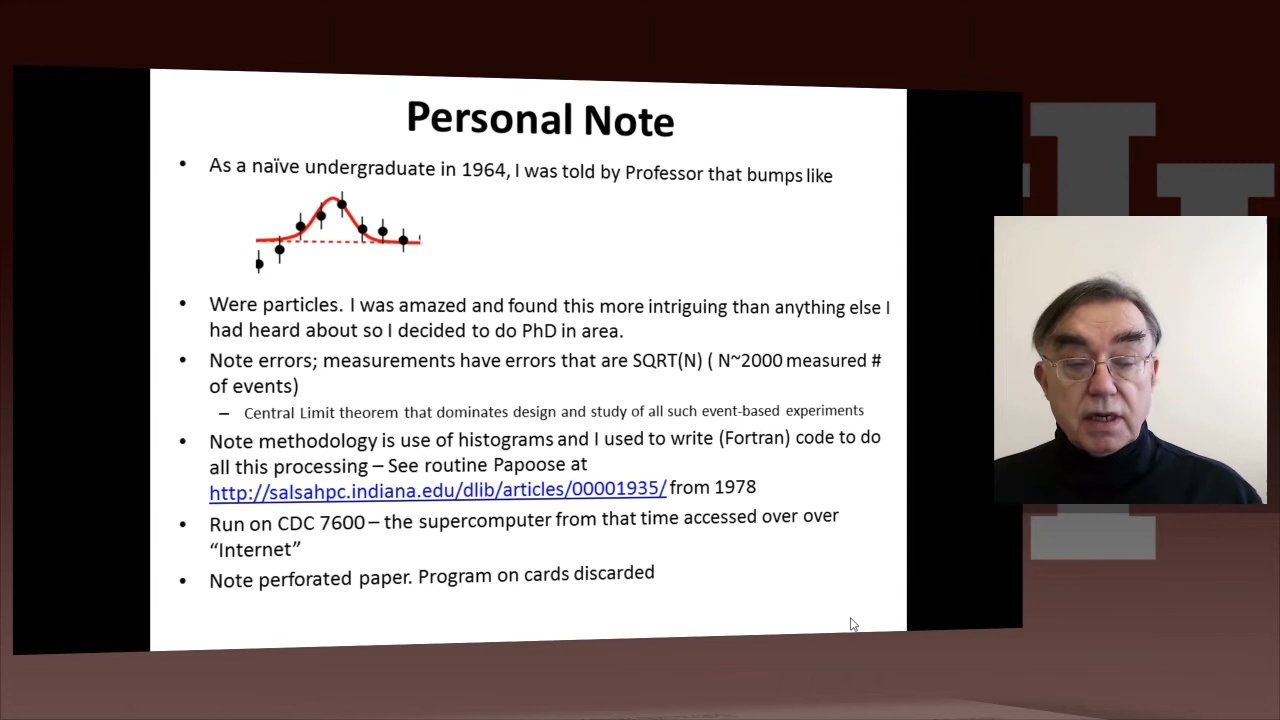 Personal Note
• As a naïve undergraduate in 1964, I was told by Professor that bumps like
• Were particles. I was amazed and found this more intriguing than anything else I
had heard about so I decided to do PhD in area.
• Note errors; measurements have errors that are SQRT(N) ( N~2000 measured #
of events)
– Central Limit theorem that dominates design and study of all such event-based experiments
• Note methodology is use of histograms and I used to write (Fortran) code to do
all this processing – See routine Papoose at
http://salsahpc.indiana.edu/dlib/articles/00001935/ from 1978
• Run on CDC 7600 – the supercomputer from that time accessed over over
“Internet”
• Note perforated paper. Program on cards discarded